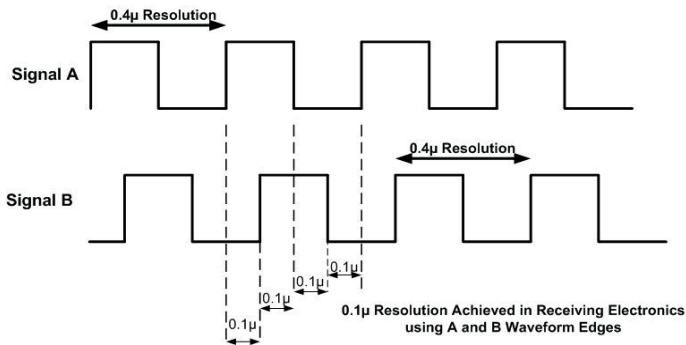 0.4µ Resolution
Signal A
0.4µ Resolution
Signal B
0.1µ
0.1µ
0.1µ
0.1µ
0.1µ Resolution Achieved in Receiving Electronics
using A and B Waveform Edges